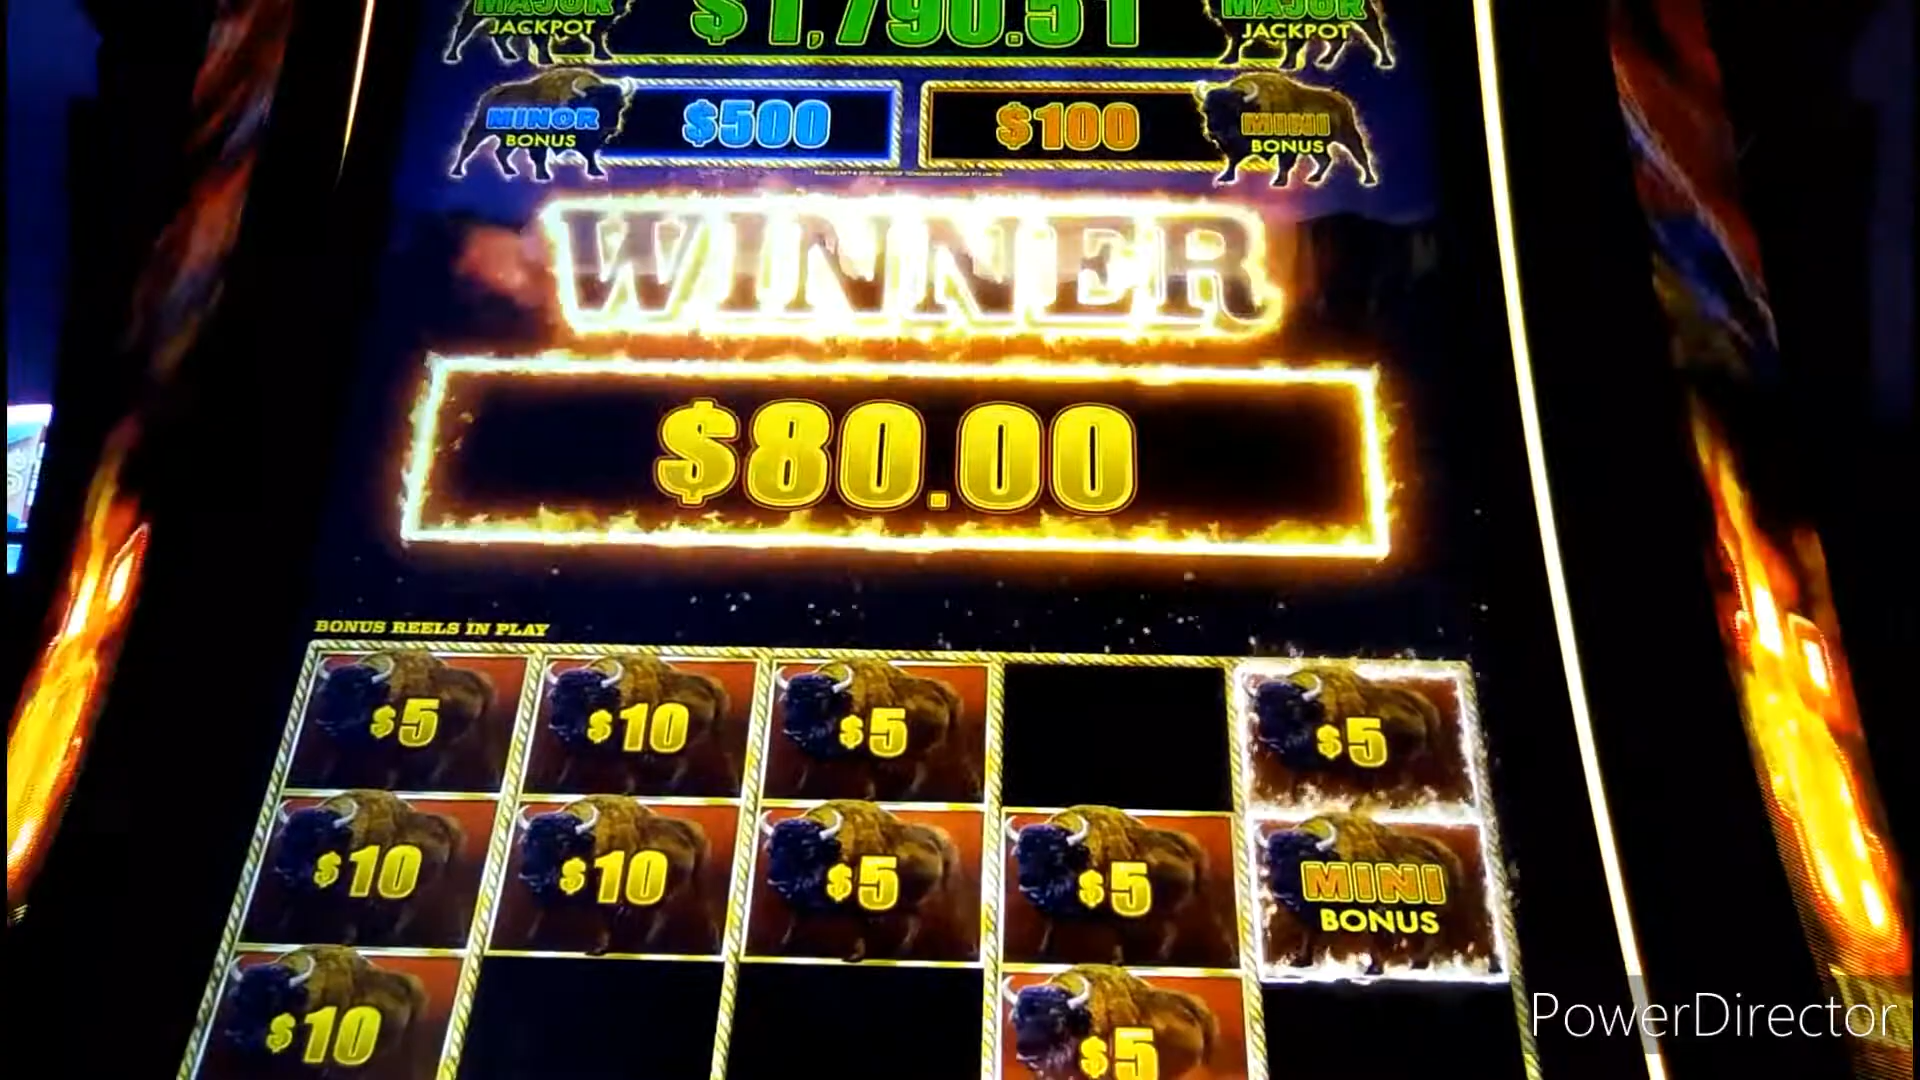 MAJOR JACKPOT $1,790.51 MAJOR JACKPOT
MINOR BONUS $500 $100 MINI BONUS
WINNER
$80.00
BONUS REELS IN PLAY
$5 $10 $5 $5
$10 $10 $5 $5 MINI BONUS
$10 $5
PowerDirector